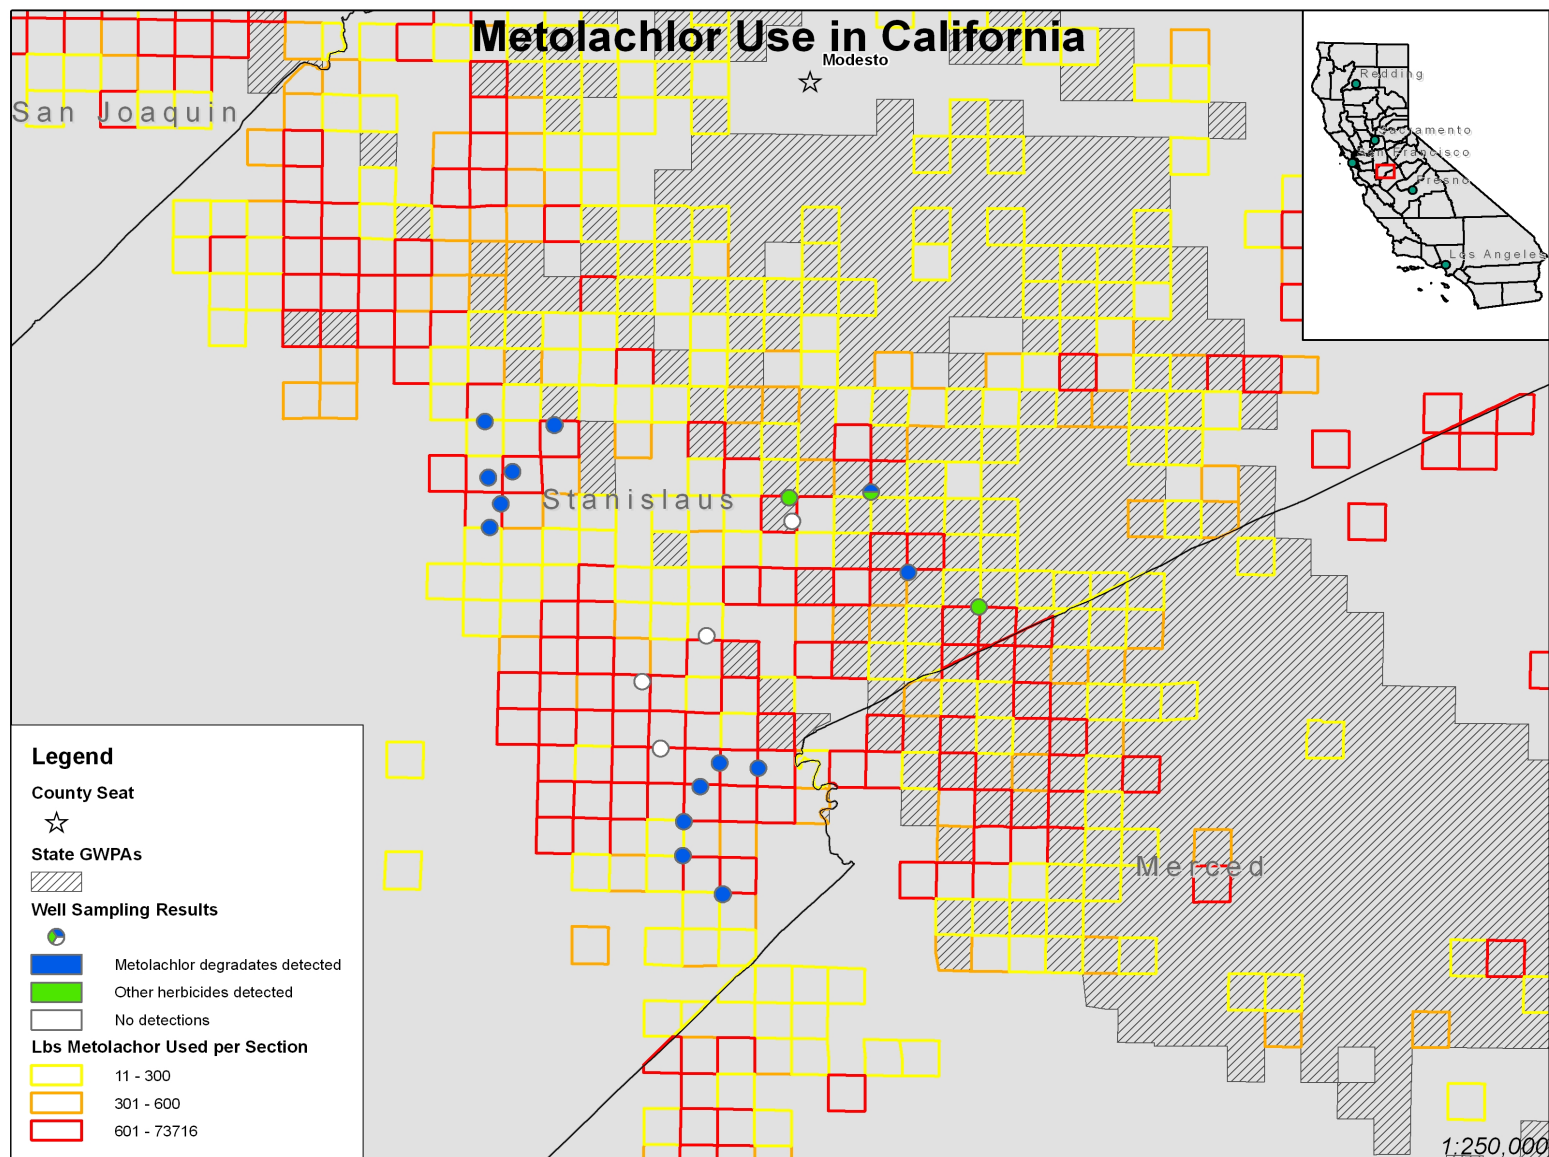 Metolachlor Use in California
Modesto
San Joaquin
Redding
Sacramento
San Francisco
Fresno
Los Angeles
Stanislaus
Merced
Legend
County Seat
State GWPAs
Well Sampling Results
Metolachlor degradates detected
Other herbicides detected
No detections
Lbs Metolachor Used per Section
11 - 300
301 - 600
601 - 73716
1:250,000